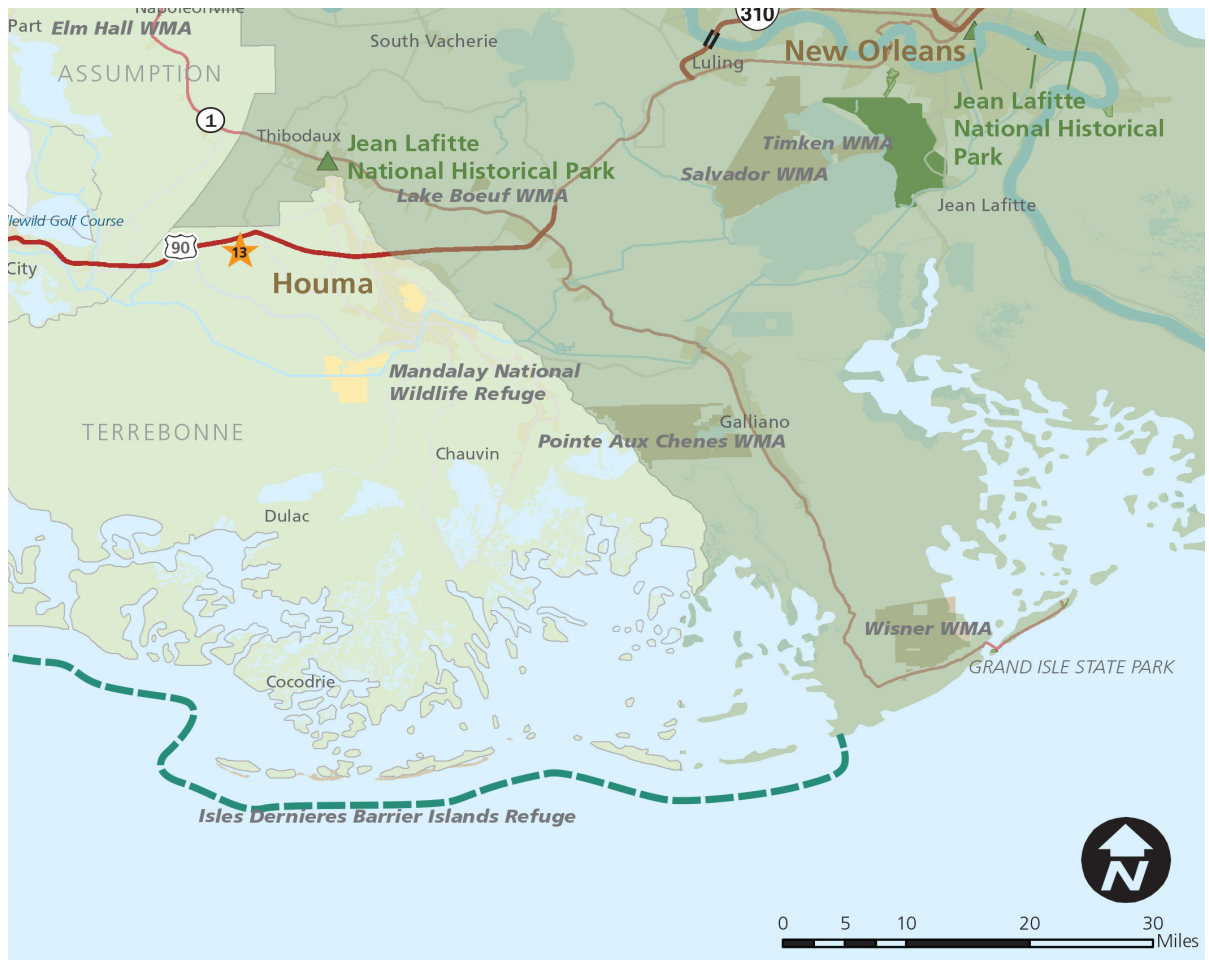 Napoleonville
310
Part Elm Hall WMA
South Vacherie
New Orleans
Luling
ASSUMPTION
Jean Lafitte
National Historical
Park
1
Thibodaux
Jean Lafitte
National Historical Park
Timken WMA
Salvador WMA
Lake Boeuf WMA
Jean Lafitte
llewild Golf Course
90
13
City
Houma
Mandalay National
Wildlife Refuge
Galliano
TERREBONNE
Pointe Aux Chenes WMA
Chauvin
Dulac
Wisner WMA
GRAND ISLE STATE PARK
Cocodrie
Isles Dernieres Barrier Islands Refuge
N
0 5 10 20 30
Miles